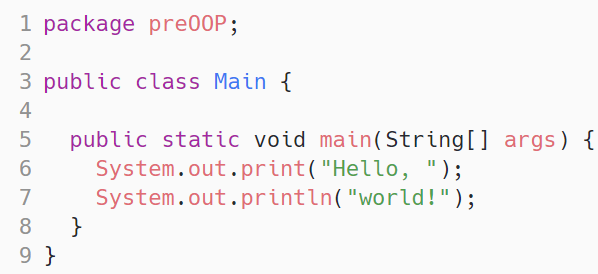 1 package preOOP;
2
3 public class Main {
4
5   public static void main(String[] args) {
6     System.out.print("Hello, ");
7     System.out.println("world!");
8   }
9 }